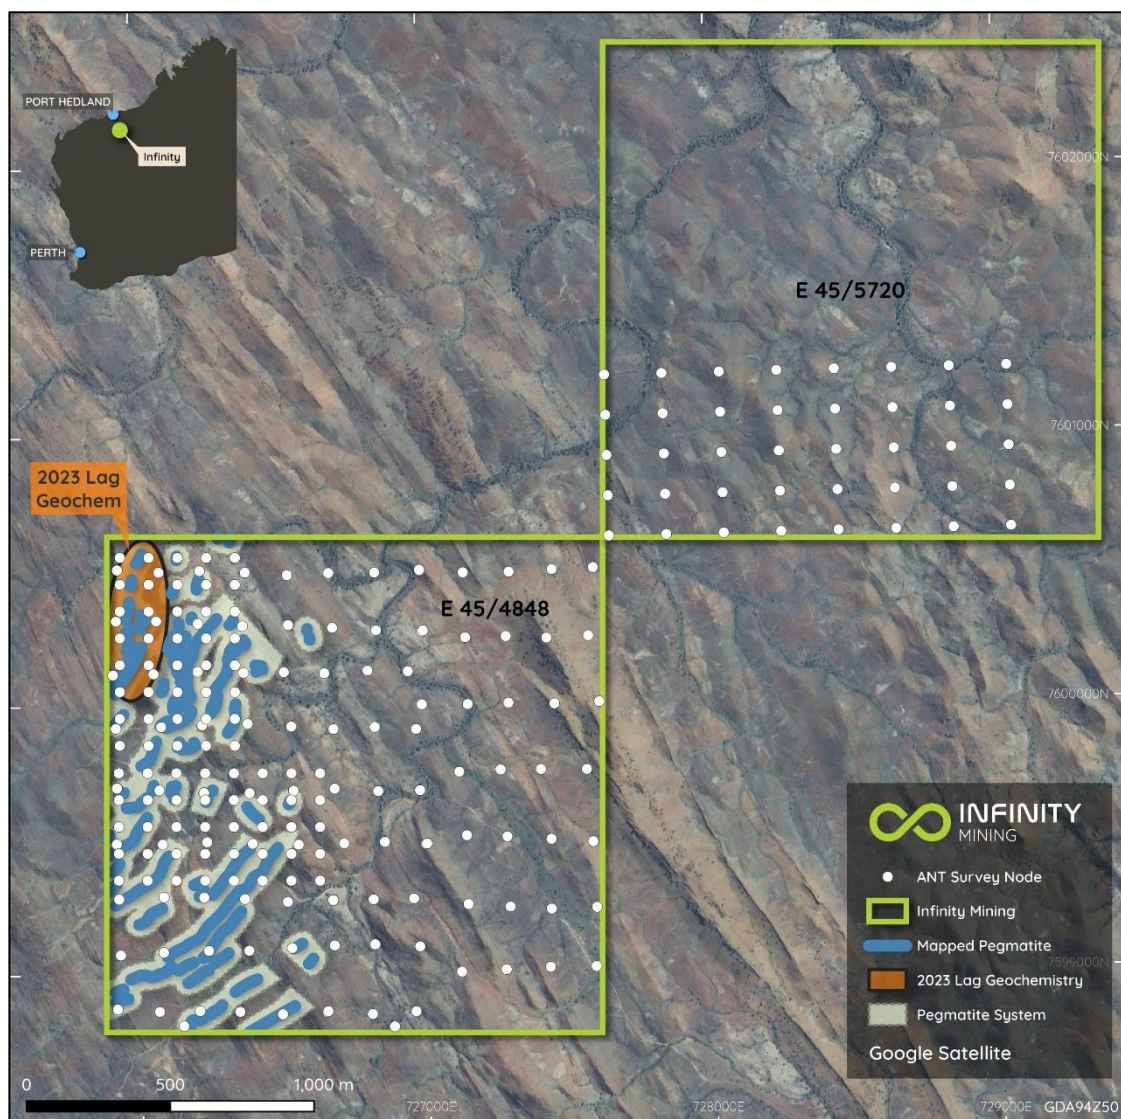 PORT HEDLAND
Infinity
PERTH
7602000N
E 45/5720
7601000N
2023 Lag
Geochem
E 45/4848
7600000N
INFINITY
MINING
ANT Survey Node
Infinity Mining
Mapped Pegmatite
7599000N
2023 Lag Geochemistry
Pegmatite System
Google Satellite
0 500 1,000 m
727000E 728000E 729000E GDA94Z50